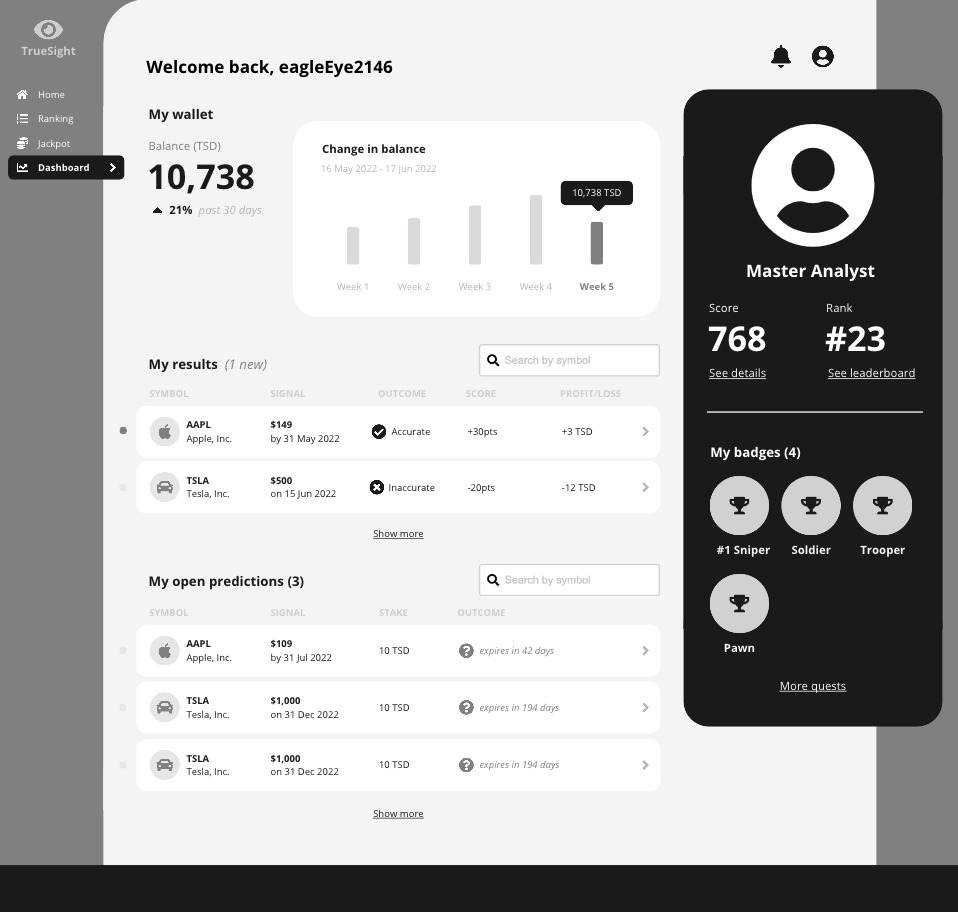 TrueSight
Home
Ranking
Jackpot
Dashboard
Welcome back, eagleEye2146
My wallet
Balance (TSD)
10,738
21% past 30 days
Change in balance
16 May 2022 - 17 Jun 2022
10,738 TSD
Week 1 Week 2 Week 3 Week 4 Week 5
My results (1 new)
Search by symbol
SYMBOL SIGNAL OUTCOME SCORE PROFIT/LOSS
AAPL $149
Apple, Inc. by 31 May 2022 Accurate +30pts +3 TSD
TSLA $500
Tesla, Inc. on 15 Jun 2022 Inaccurate -20pts -12 TSD
Show more
My open predictions (3)
Search by symbol
SYMBOL SIGNAL STAKE OUTCOME
AAPL $109
Apple, Inc. by 31 Jul 2022 10 TSD expires in 42 days
TSLA $1,000
Tesla, Inc. on 31 Dec 2022 10 TSD expires in 194 days
TSLA $1,000
Tesla, Inc. on 31 Dec 2022 10 TSD expires in 194 days
Show more
Master Analyst
Score Rank
768 #23
See details See leaderboard
My badges (4)
#1 Sniper Soldier Trooper
Pawn
More quests